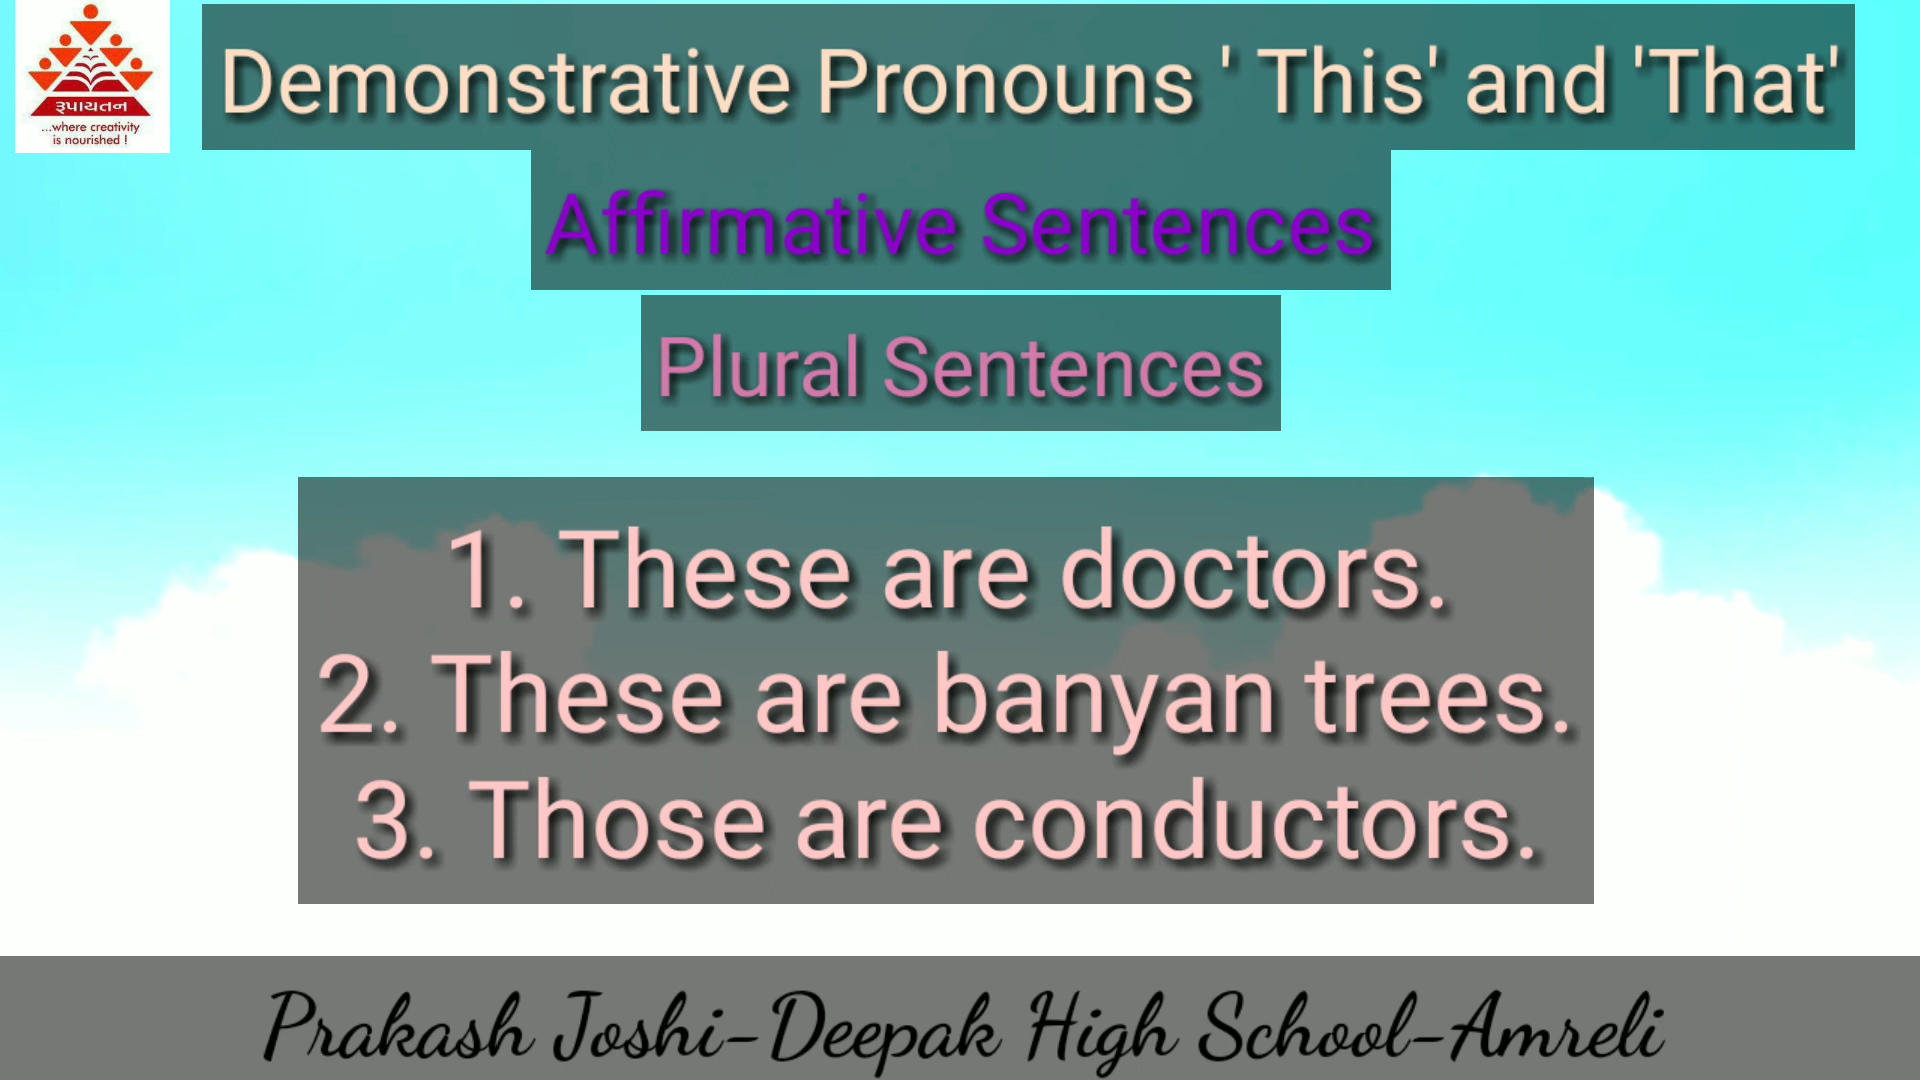 રૂપાયતન
...where creativity
is nourished !
Demonstrative Pronouns ' This' and 'That'
Affirmative Sentences
Plural Sentences
1. These are doctors.
2. These are banyan trees.
3. Those are conductors.
Prakash Joshi-Deepak High School-Amreli